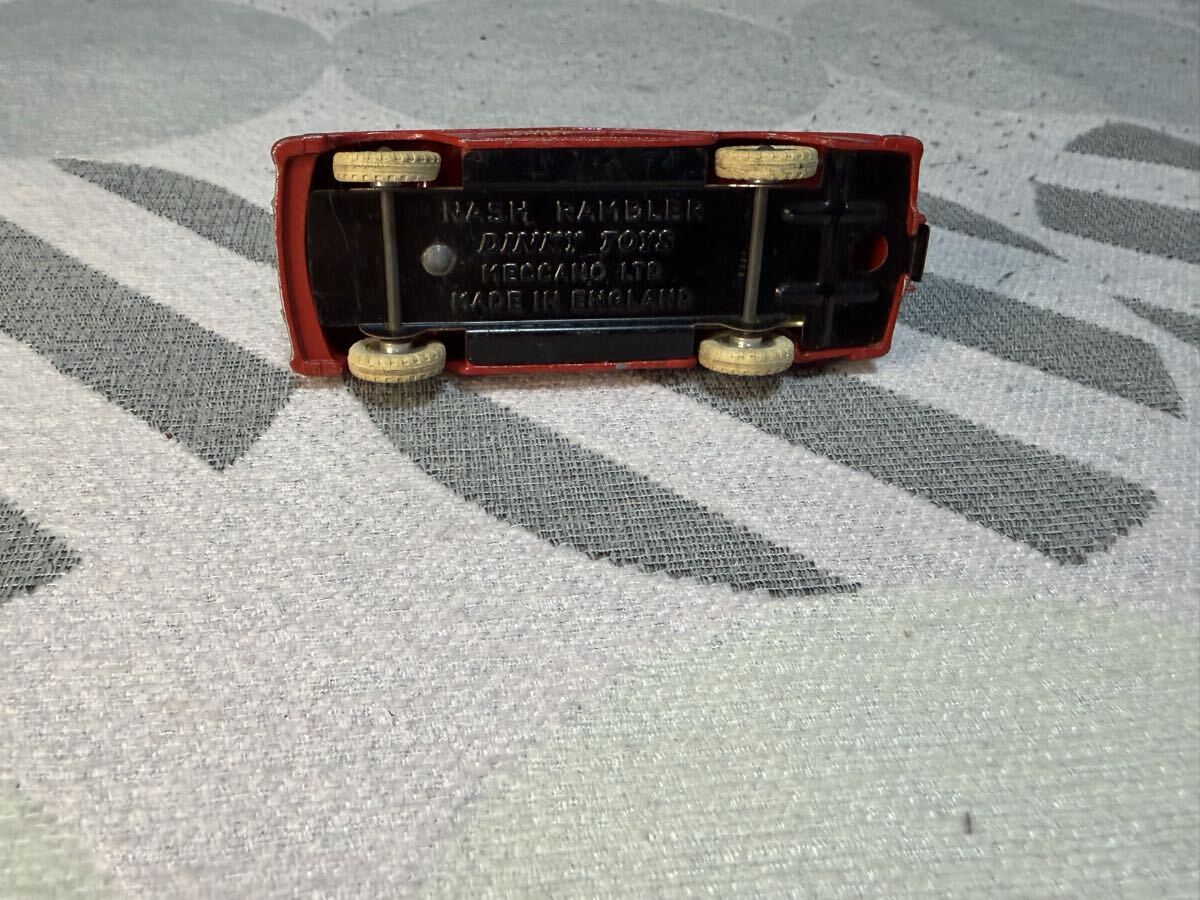 NASH RAMBLER
DINKY TOYS
MECCANO LTD
MADE IN ENGLAND